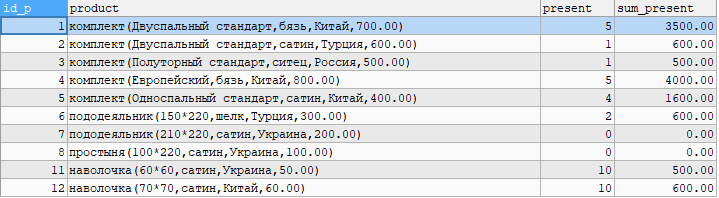 id_p product present sum_present
1 комплект(Двуспальный стандарт,бязь,Китай,700.00) 5 3500.00
2 комплект(Двуспальный стандарт,сатин,Турция,600.00) 1 600.00
3 комплект(Полуторный стандарт,ситец,Россия,500.00) 1 500.00
4 комплект(Европейский,бязь,Китай,800.00) 5 4000.00
5 комплект(Односпальный стандарт,сатин,Китай,400.00) 4 1600.00
6 пододеяльник(150*220,шелк,Турция,300.00) 2 600.00
7 пододеяльник(210*220,сатин,Украина,200.00) 0 0.00
8 простыня(100*220,сатин,Украина,100.00) 0 0.00
11 наволочка(60*60,сатин,Украина,50.00) 10 500.00
12 наволочка(70*70,сатин,Китай,60.00) 10 600.00